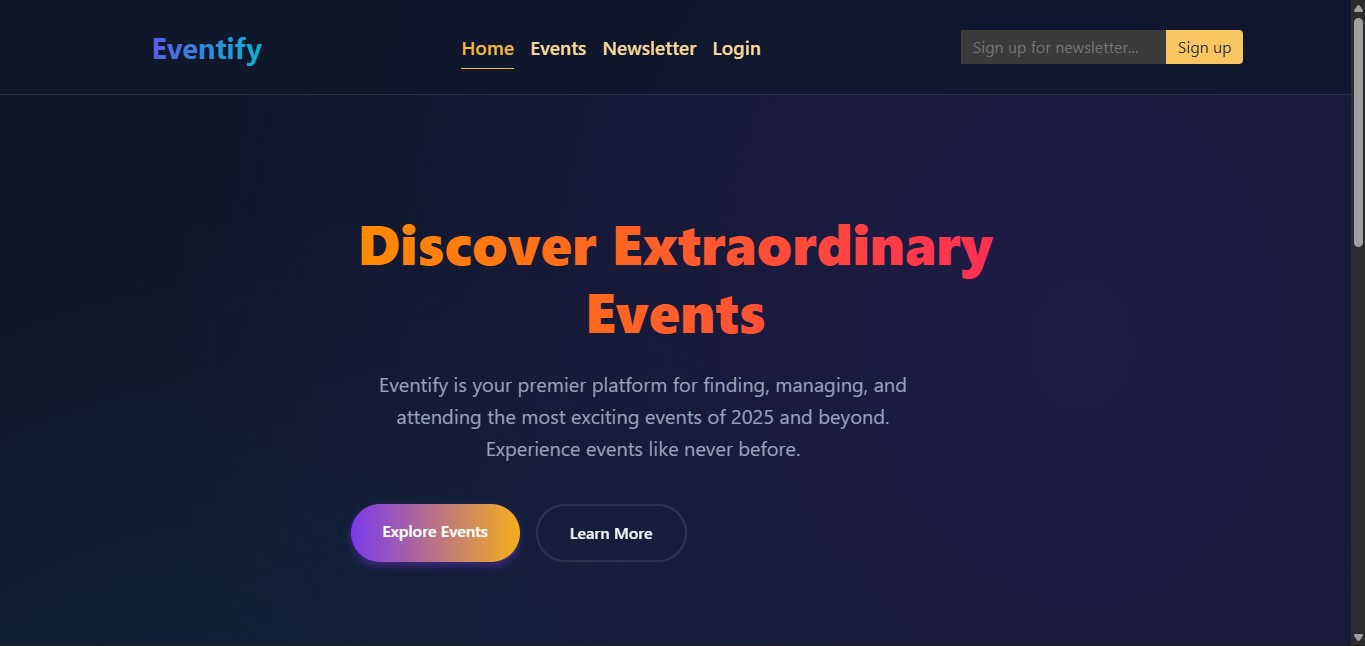 Eventify
Home Events Newsletter Login
Sign up for newsletter... Sign up
Discover Extraordinary
Events
Eventify is your premier platform for finding, managing, and
attending the most exciting events of 2025 and beyond.
Experience events like never before.
Explore Events Learn More